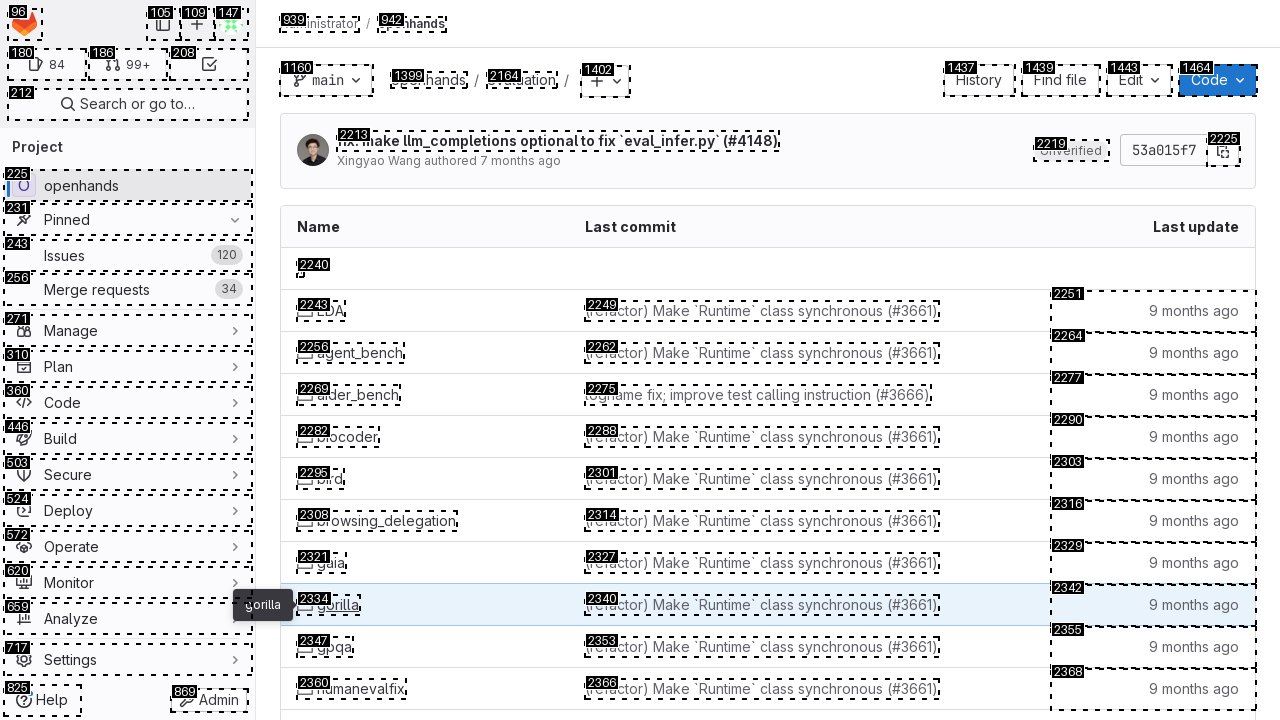 96
105
109
147
180
84
186
99+
208
212
Search or go to…
Project
225
O
openhands
231
Pinned
243
Issues
120
256
Merge requests
34
271
Manage
310
Plan
360
Code
446
Build
503
Secure
524
Deploy
572
Operate
620
Monitor
659
Analyze
717
Settings
825
Help
869
Admin
gorilla
939
administrator
/
942
openhands
1160
main
1399
openhands
/
2164
evaluation
/
1402
1437
History
1439
Find file
1443
Edit
1464
Code
2213
fix: make llm_completions optional to fix `eval_infer.py` (#4148)
Xingyao Wang authored 7 months ago
2219
Unverified
53a015f7
2225
Name
Last commit
Last update
2240
2243
EDA
2249
(refactor) Make `Runtime` class synchronous (#3661)
2251
9 months ago
2256
agent_bench
2262
(refactor) Make `Runtime` class synchronous (#3661)
2264
9 months ago
2269
aider_bench
2275
logname fix; improve test calling instruction (#3666)
2277
9 months ago
2282
biocoder
2288
(refactor) Make `Runtime` class synchronous (#3661)
2290
9 months ago
2295
bird
2301
(refactor) Make `Runtime` class synchronous (#3661)
2303
9 months ago
2308
browsing_delegation
2314
(refactor) Make `Runtime` class synchronous (#3661)
2316
9 months ago
2321
gaia
2327
(refactor) Make `Runtime` class synchronous (#3661)
2329
9 months ago
2334
gorilla
2340
(refactor) Make `Runtime` class synchronous (#3661)
2342
9 months ago
2347
gpqa
2353
(refactor) Make `Runtime` class synchronous (#3661)
2355
9 months ago
2360
humanevalfix
2366
(refactor) Make `Runtime` class synchronous (#3661)
2368
9 months ago